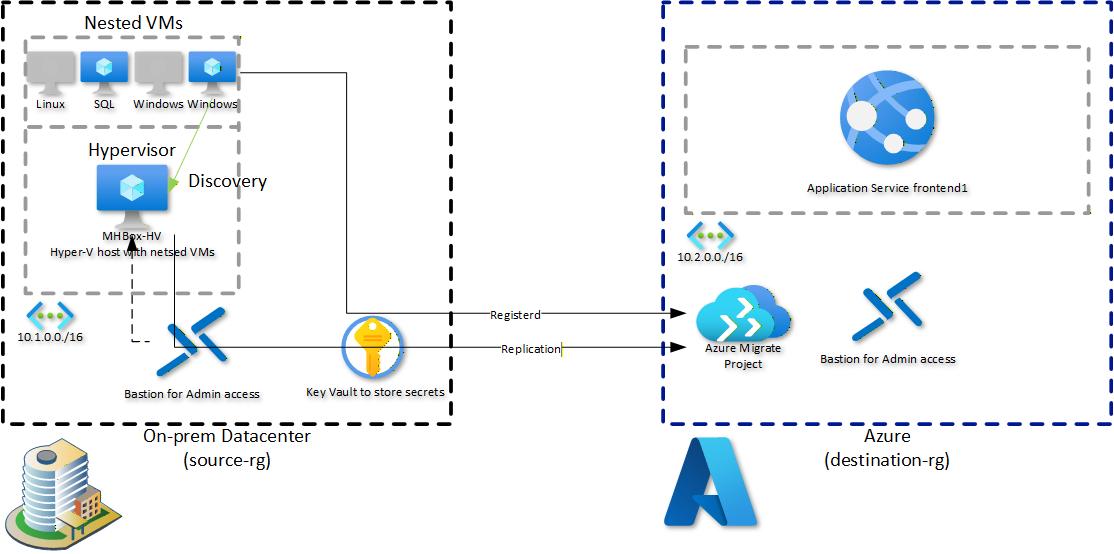 Nested VMs
Linux
SQL
Windows
Windows
Hypervisor
Discovery
MHBox-HV
Hyper-V host with netsed VMs
10.1.0.0./16
Bastion for Admin access
Key Vault to store secrets
On-prem Datacenter
(source-rg)
Registerd
Replication
Application Service frontend1
10.2.0.0./16
Azure Migrate
Project
Bastion for Admin access
Azure
(destination-rg)